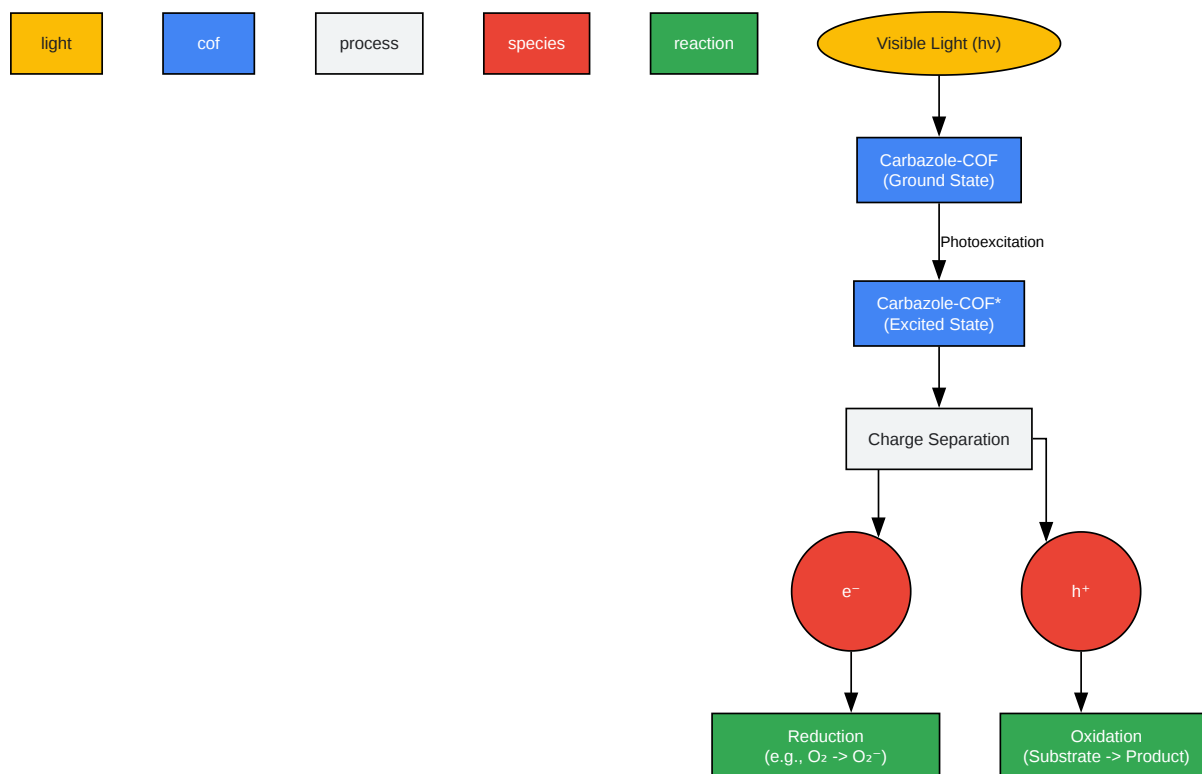 light
cof
process
species
reaction
Visible Light (hν)
Carbazole-COF
(Ground State)
Photoexcitation
Carbazole-COF*
(Excited State)
Charge Separation
e⁻
h⁺
Reduction
(e.g., O₂ -> O₂⁻)
Oxidation
(Substrate -> Product)